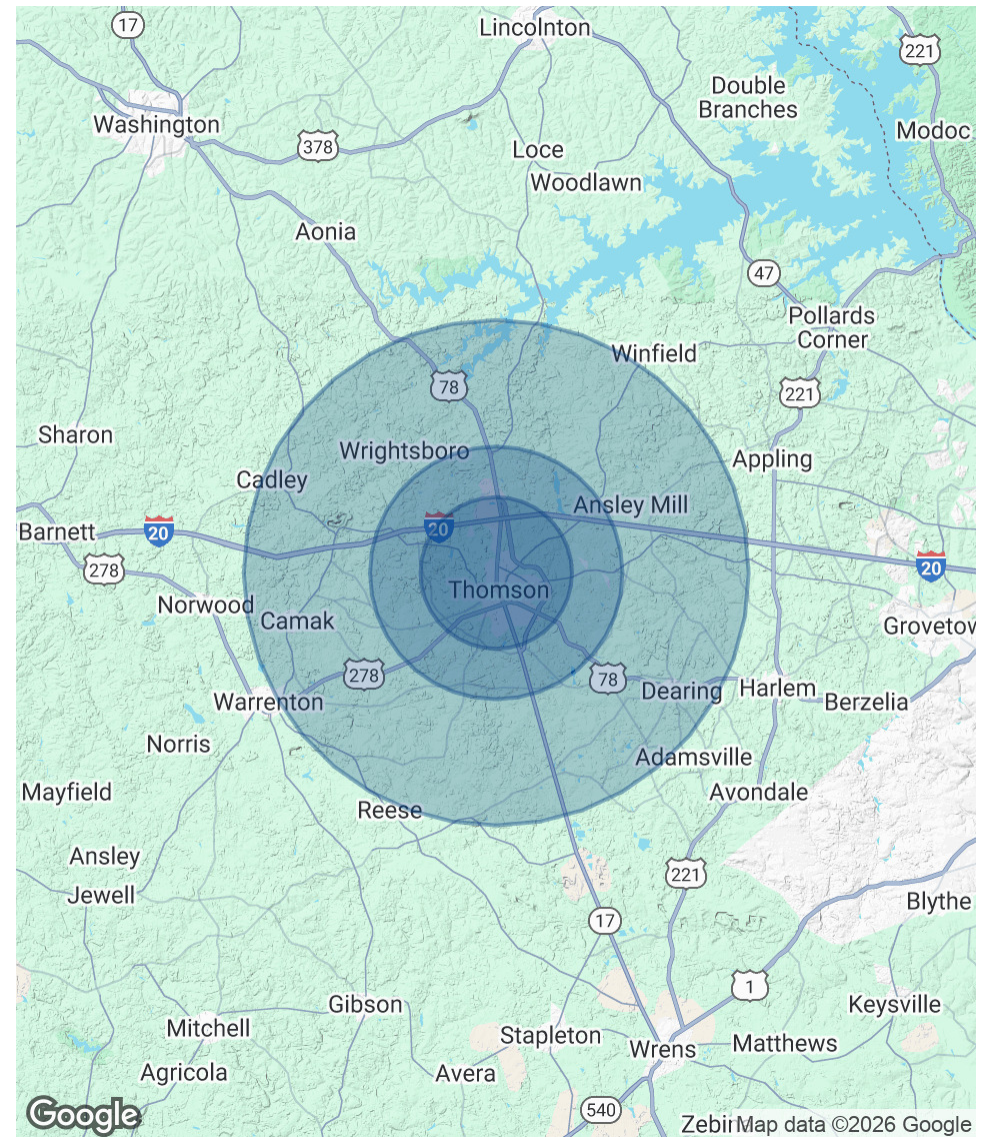 17
Lincolnton
221
Double
Branches
Washington
Modoc
378
Loce
Woodlawn
Aonia
47
Pollards
Corner
Winfield
78
221
Sharon
Wrightsboro
Appling
Cadley
Ansley Mill
Barnett
20
20
20
278
Thomson
Norwood
Camak
Grovetow
278
78
Dearing
Harlem
Warrenton
Berzelia
Norris
Adamsville
Mayfield
Avondale
Reese
Ansley
221
Jewell
Blythe
17
1
Gibson
Keysville
Mitchell
Stapleton
Matthews
Wrens
Agricola
Avera
540
Google
Zebin
Map data ©2026 Google